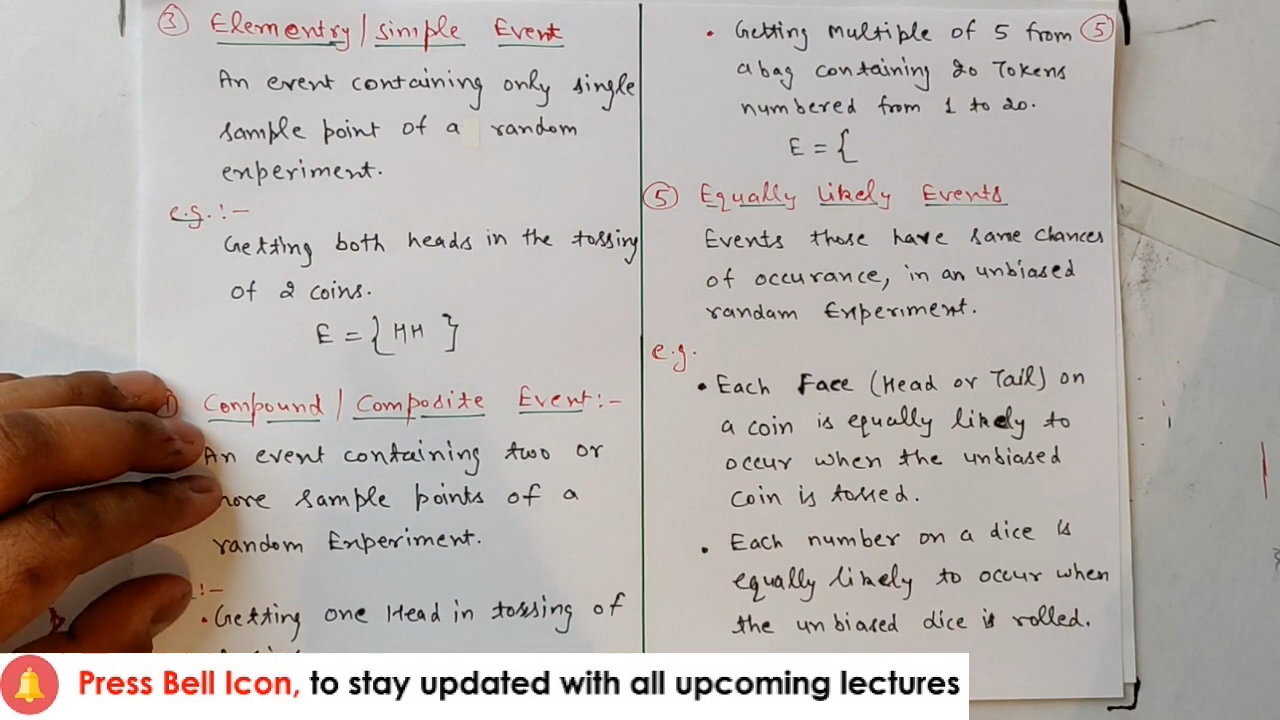 ③ Elementry / simple Event
An event containing only single
sample point of a random
experiment.
e.g. :-
Getting both heads in the tossing
of 2 coins.
E = { HH }
Compound / Composite Event :-
An event containing two or
more sample points of a
random Experiment.
:-
• Getting one Head in tossing of
• Getting multiple of 5 from ⑤
a bag containing 20 Tokens
numbered from 1 to 20.
E = {
⑤ Equally Likely Events
Events those have same chances
of occurance, in an unbiased
randam Experiment.
e.g.
• Each Face (Head or Tail) on
a coin is equally likely to
occur when the unbiased
coin is tossed.
• Each number on a dice is
equally likely to occur when
the unbiased dice is rolled.
Press Bell Icon, to stay updated with all upcoming lectures